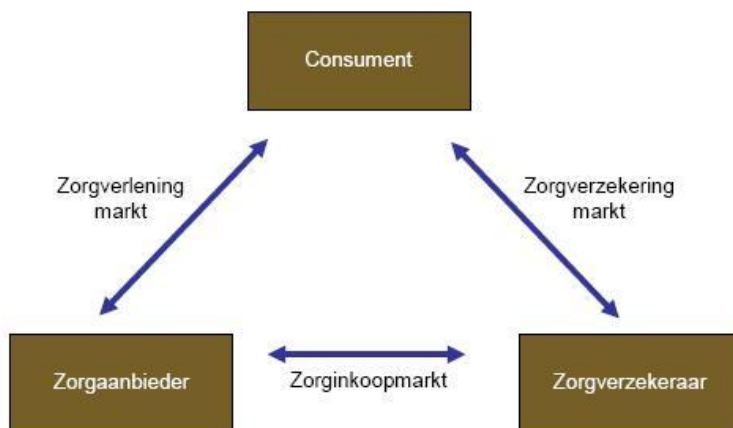 Consument
Zorgverlening
markt
Zorgverzekering
markt
Zorgaanbieder
Zorginkoopmarkt
Zorgverzekeraar